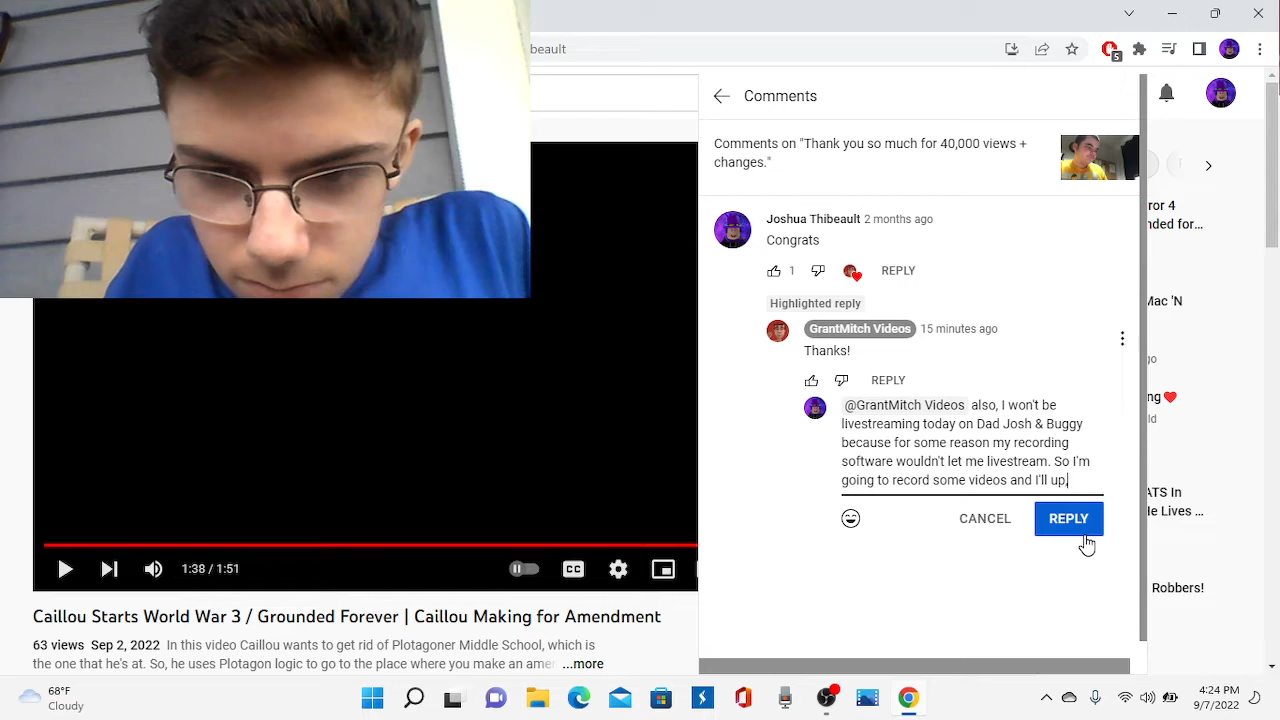 beault
5
Comments
Comments on "Thank you so much for 40,000 views +
changes."
Joshua Thibeault 2 months ago
Congrats
1
REPLY
Highlighted reply
GrantMitch Videos 15 minutes ago
Thanks!
REPLY
@GrantMitch Videos also, I won't be
livestreaming today on Dad Josh & Buggy
because for some reason my recording
software wouldn't let me livestream. So I'm
going to record some videos and I'll up,
CANCEL REPLY
ror 4
nded for...
Mac 'N
go
ng
ld
ATS In
le Lives ...
Robbers!
1:38 / 1:51
CC
Caillou Starts World War 3 / Grounded Forever | Caillou Making for Amendment
63 views Sep 2, 2022 In this video Caillou wants to get rid of Plotagoner Middle School, which is
the one that he's at. So, he uses Plotagon logic to go to the place where you make an amen ...more
68°F
Cloudy
4:24 PM
9/7/2022